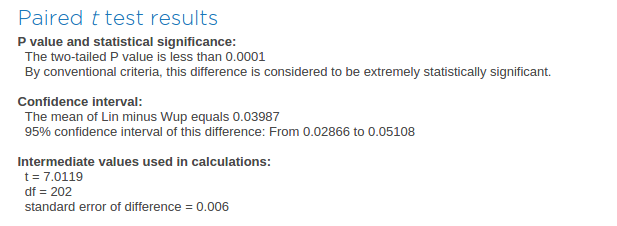 Paired t test results
P value and statistical significance:
The two-tailed P value is less than 0.0001
By conventional criteria, this difference is considered to be extremely statistically significant.
Confidence interval:
The mean of Lin minus Wup equals 0.03987
95% confidence interval of this difference: From 0.02866 to 0.05108
Intermediate values used in calculations:
t = 7.0119
df = 202
standard error of difference = 0.006